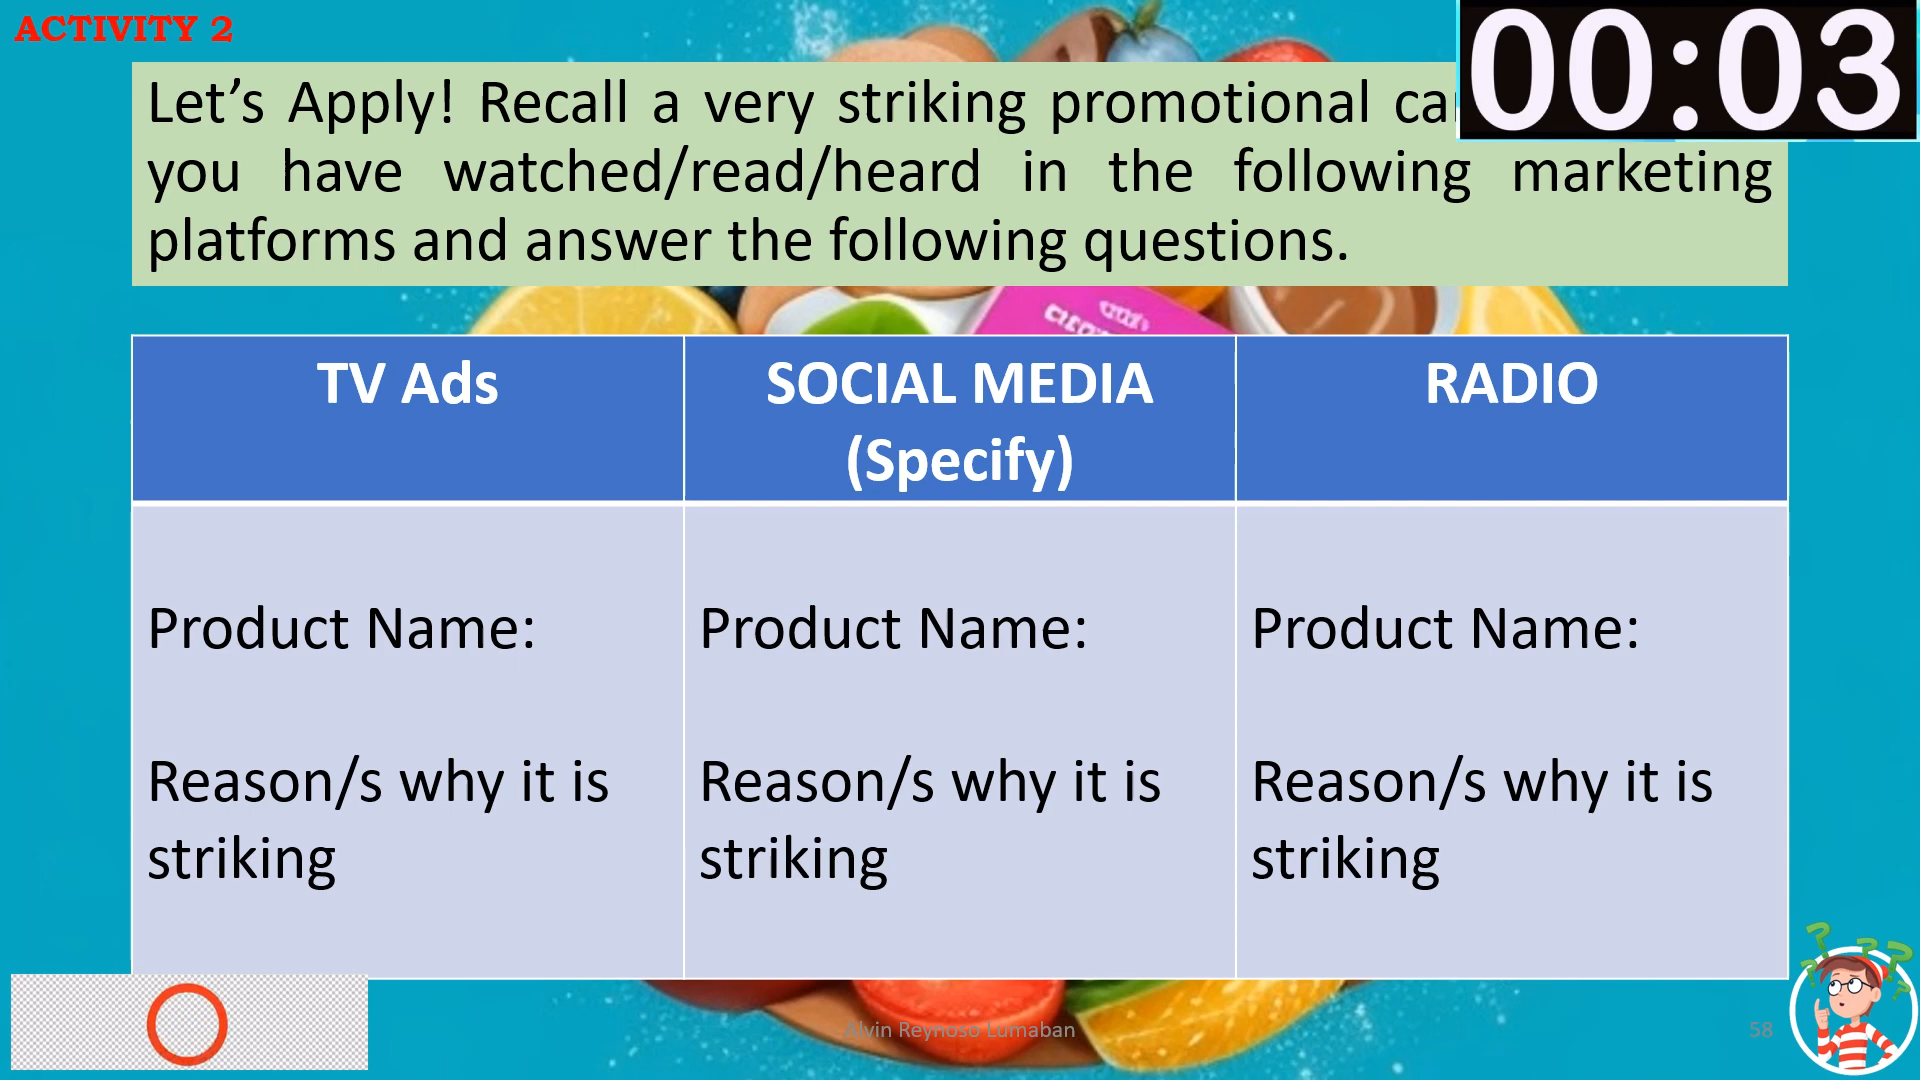 ACTIVITY 2
00:03
Let’s Apply! Recall a very striking promotional
you have watched/read/heard in the following marketing
platforms and answer the following questions.
TV Ads
SOCIAL MEDIA
(Specify)
RADIO
Product Name:
Reason/s why it is
striking
Product Name:
Reason/s why it is
striking
Product Name:
Reason/s why it is
striking
Alvin Reynoso Lumaban
58